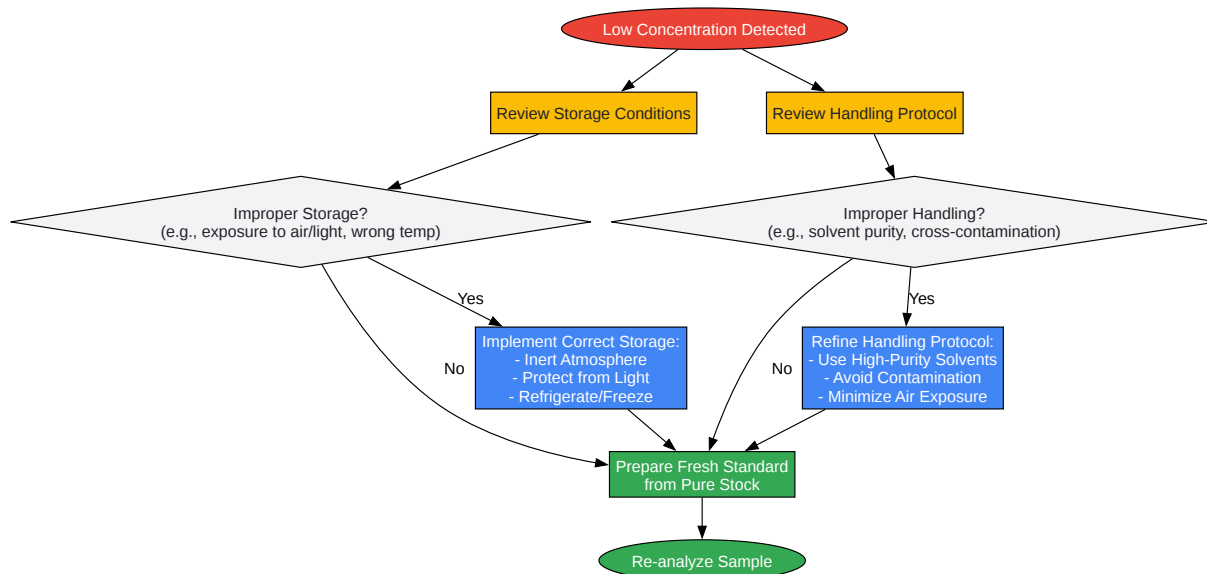 Low Concentration Detected
Review Storage Conditions
Review Handling Protocol
Improper Storage?
(e.g., exposure to air/light, wrong temp)
Improper Handling?
(e.g., solvent purity, cross-contamination)
Yes
Yes
Implement Correct Storage:
- Inert Atmosphere
- Protect from Light
- Refrigerate/Freeze
Refine Handling Protocol:
- Use High-Purity Solvents
- Avoid Contamination
- Minimize Air Exposure
No
No
Prepare Fresh Standard
from Pure Stock
Re-analyze Sample